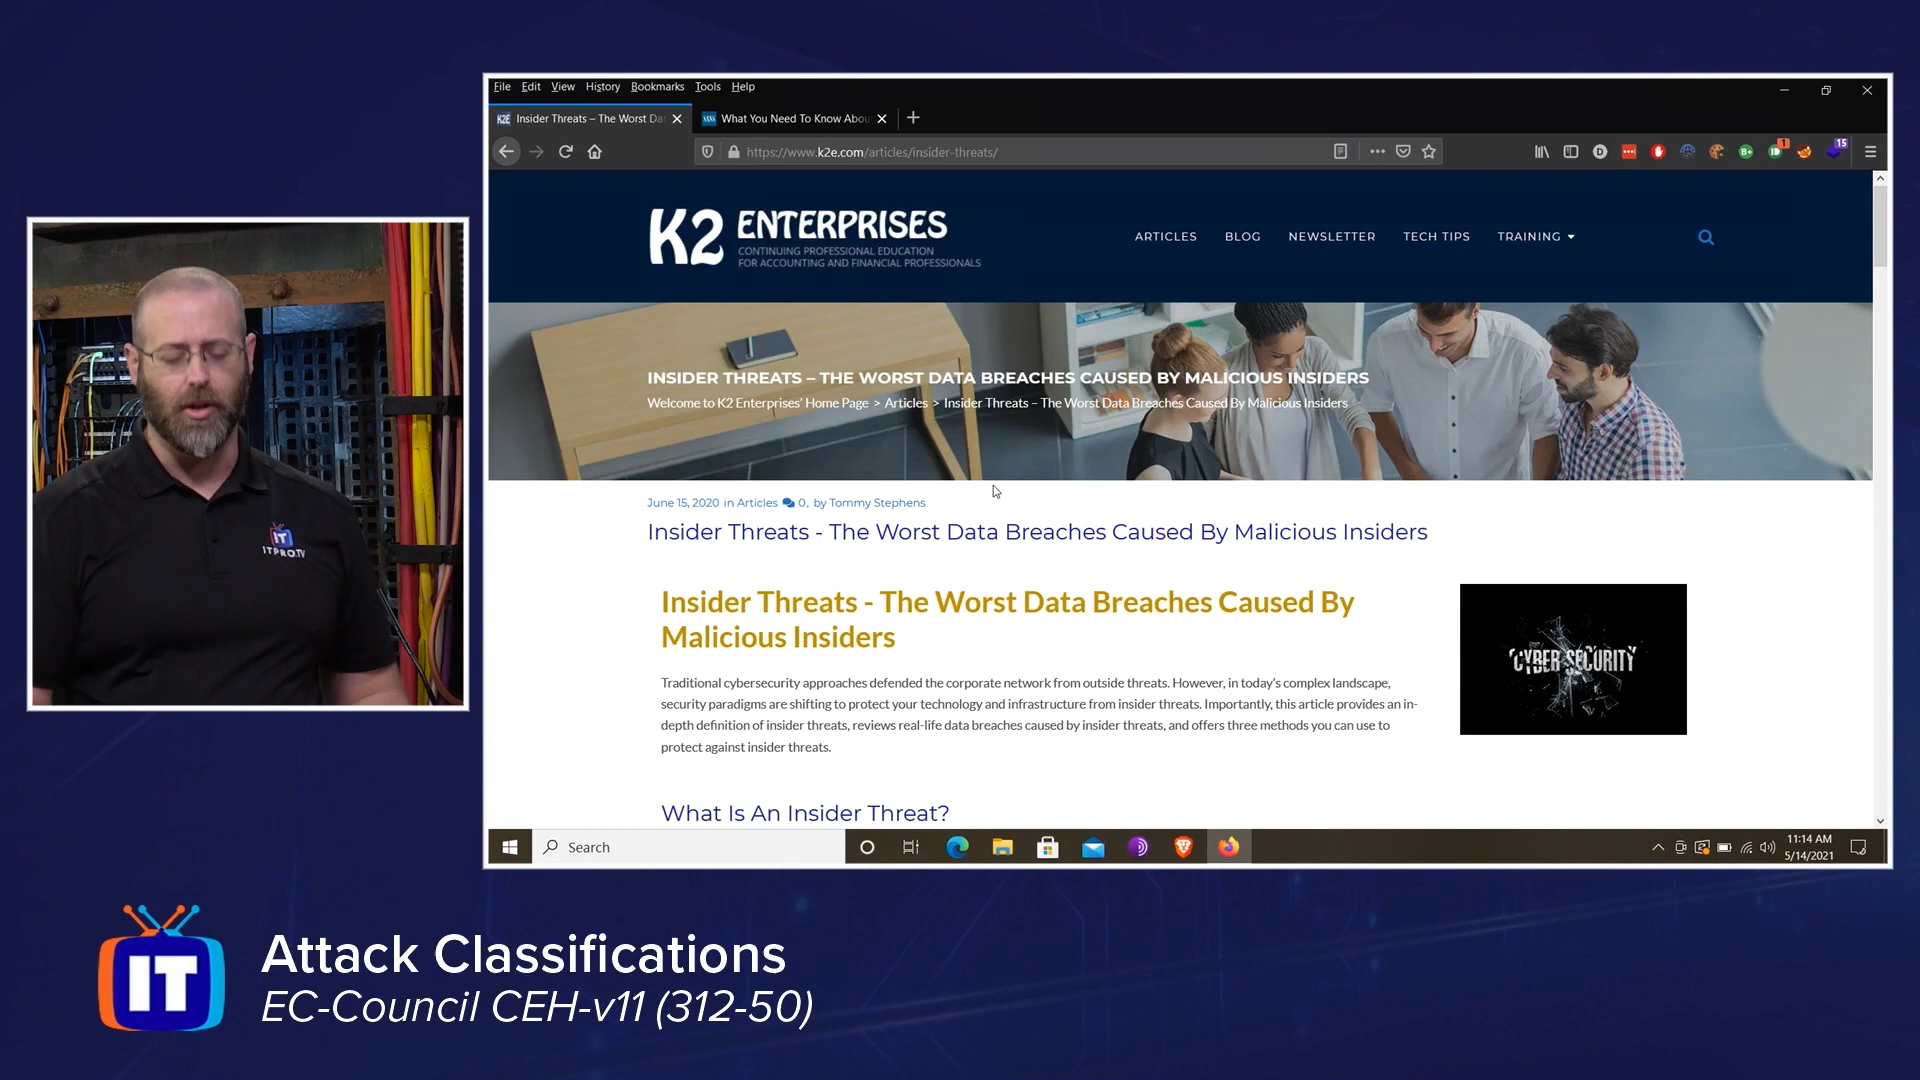 File Edit View History Bookmarks Tools Help
K2E Insider Threats – The Worst Da
SANS What You Need To Know Abou
https://www.k2e.com/articles/insider-threats/
D
B+
1
15
K2 ENTERPRISES
CONTINUING PROFESSIONAL EDUCATION
FOR ACCOUNTING AND FINANCIAL PROFESSIONALS
ARTICLES BLOG NEWSLETTER TECH TIPS TRAINING
INSIDER THREATS – THE WORST DATA BREACHES CAUSED BY MALICIOUS INSIDERS
Welcome to K2 Enterprises' Home Page > Articles > Insider Threats – The Worst Data Breaches Caused By Malicious Insiders
June 15, 2020 in Articles 0, by Tommy Stephens
Insider Threats - The Worst Data Breaches Caused By Malicious Insiders
Insider Threats - The Worst Data Breaches Caused By
Malicious Insiders
CYBER SECURITY
Traditional cybersecurity approaches defended the corporate network from outside threats. However, in today's complex landscape,
security paradigms are shifting to protect your technology and infrastructure from insider threats. Importantly, this article provides an in-
depth definition of insider threats, reviews real-life data breaches caused by insider threats, and offers three methods you can use to
protect against insider threats.
What Is An Insider Threat?
Search
11:14 AM
5/14/2021
IT
ITPRO.TV
IT
Attack Classifications
EC-Council CEH-v11 (312-50)